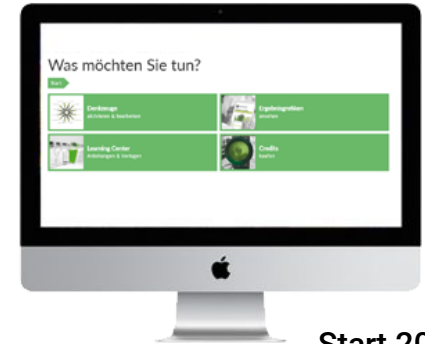 Was möchten Sie tun?
Start
Denkzeuge
aktivieren & bearbeiten
Ergebnisgrafiken
ansehen
Learning Center
Anleitungen & Vorlagen
Credits
kaufen
Start 20